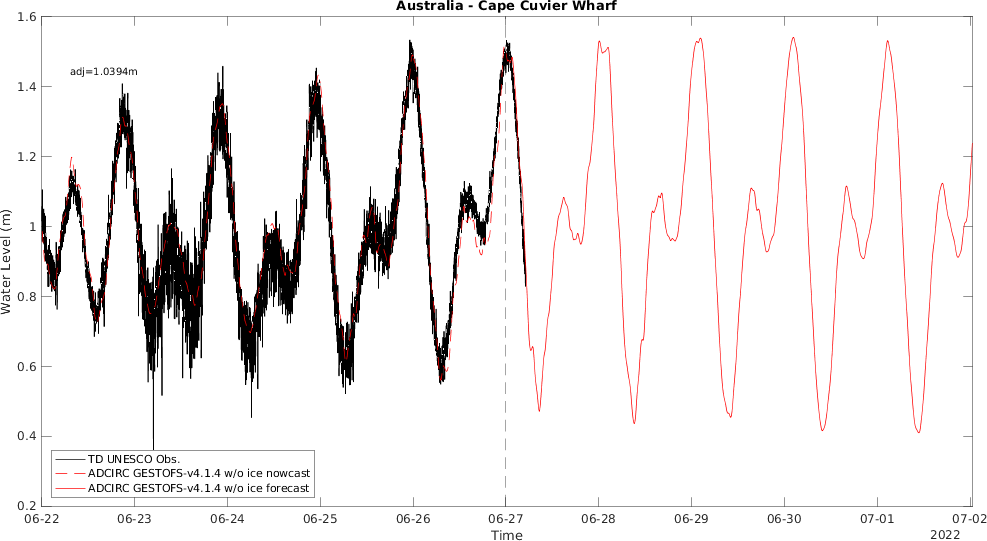 Australia - Cape Cuvier Wharf
1.6
adj=1.0394m
1.4
1.2
1
0.8
0.6
0.4
0.2
Water Level (m)
TD UNESCO Obs.
ADCIRC GESTOFS-v4.1.4 w/o ice nowcast
ADCIRC GESTOFS-v4.1.4 w/o ice forecast
06-22 06-23 06-24 06-25 06-26 06-27 06-28 06-29 06-30 07-01 07-02
Time
2022